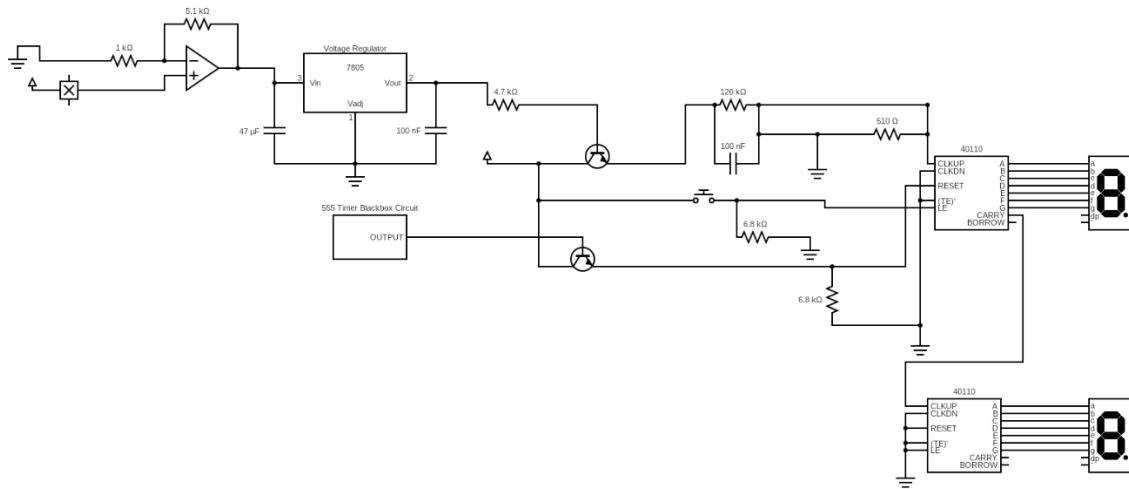 5.1 kΩ
1 kΩ
Voltage Regulator
7805
3
Vin
Vout
2
Vadj
1
47 µF
100 nF
4.7 kΩ
120 kΩ
100 nF
510 Ω
555 Timer Blackbox Circuit
OUTPUT
6.8 kΩ
6.8 kΩ
40110
CLKUP
CLKDN
RESET
(TE)'
LE
A
B
C
D
E
F
G
CARRY
BORROW
a
b
c
d
e
f
g
dp
8.
40110
CLKUP
CLKDN
RESET
(TE)'
LE
A
B
C
D
E
F
G
CARRY
BORROW
a
b
c
d
e
f
g
dp
8.